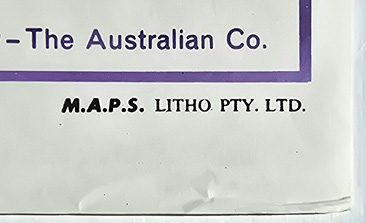 – The Australian Co.
M.A.P.S. LITHO PTY. LTD.